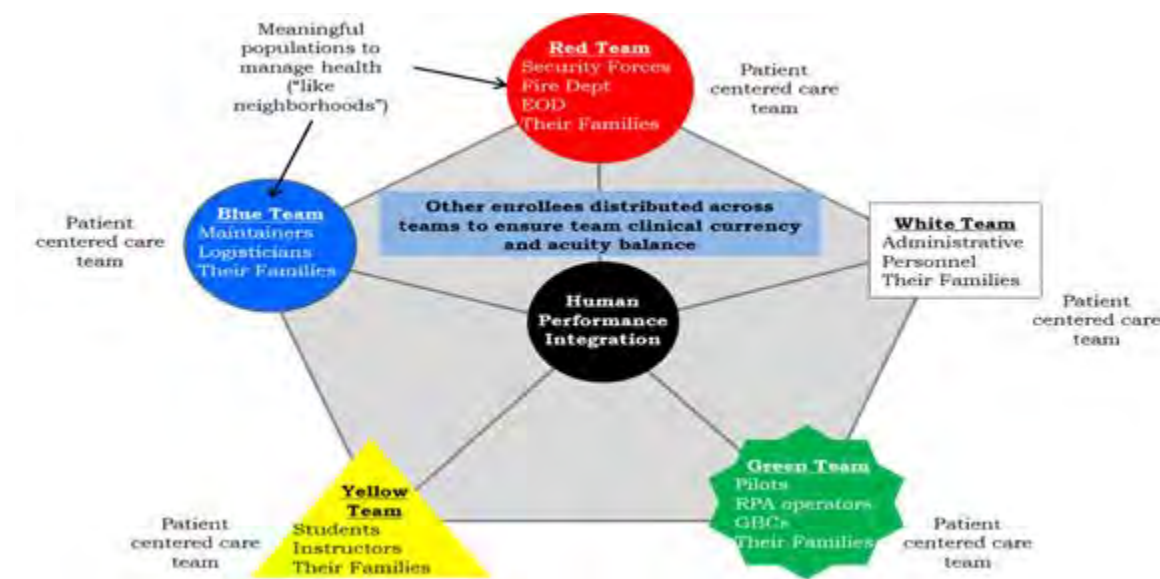 Meaningful
populations to
manage health
("like
neighborhoods")
Red Team
Security Forces
Fire Dept
EOD
Their Families
Patient
centered care
team
Blue Team
Maintainers
Logisticians
Their Families
Patient
centered care
team
Other enrollees distributed across
teams to ensure team clinical currency
and acuity balance
White Team
Administrative
Personnel
Their Families
Patient
centered care
team
Human
Performance
Integration
Yellow
Team
Students
Instructors
Their Families
Patient
centered care
team
Green Team
Pilots
RPA operators
GBCs
Their Families
Patient
centered care
team